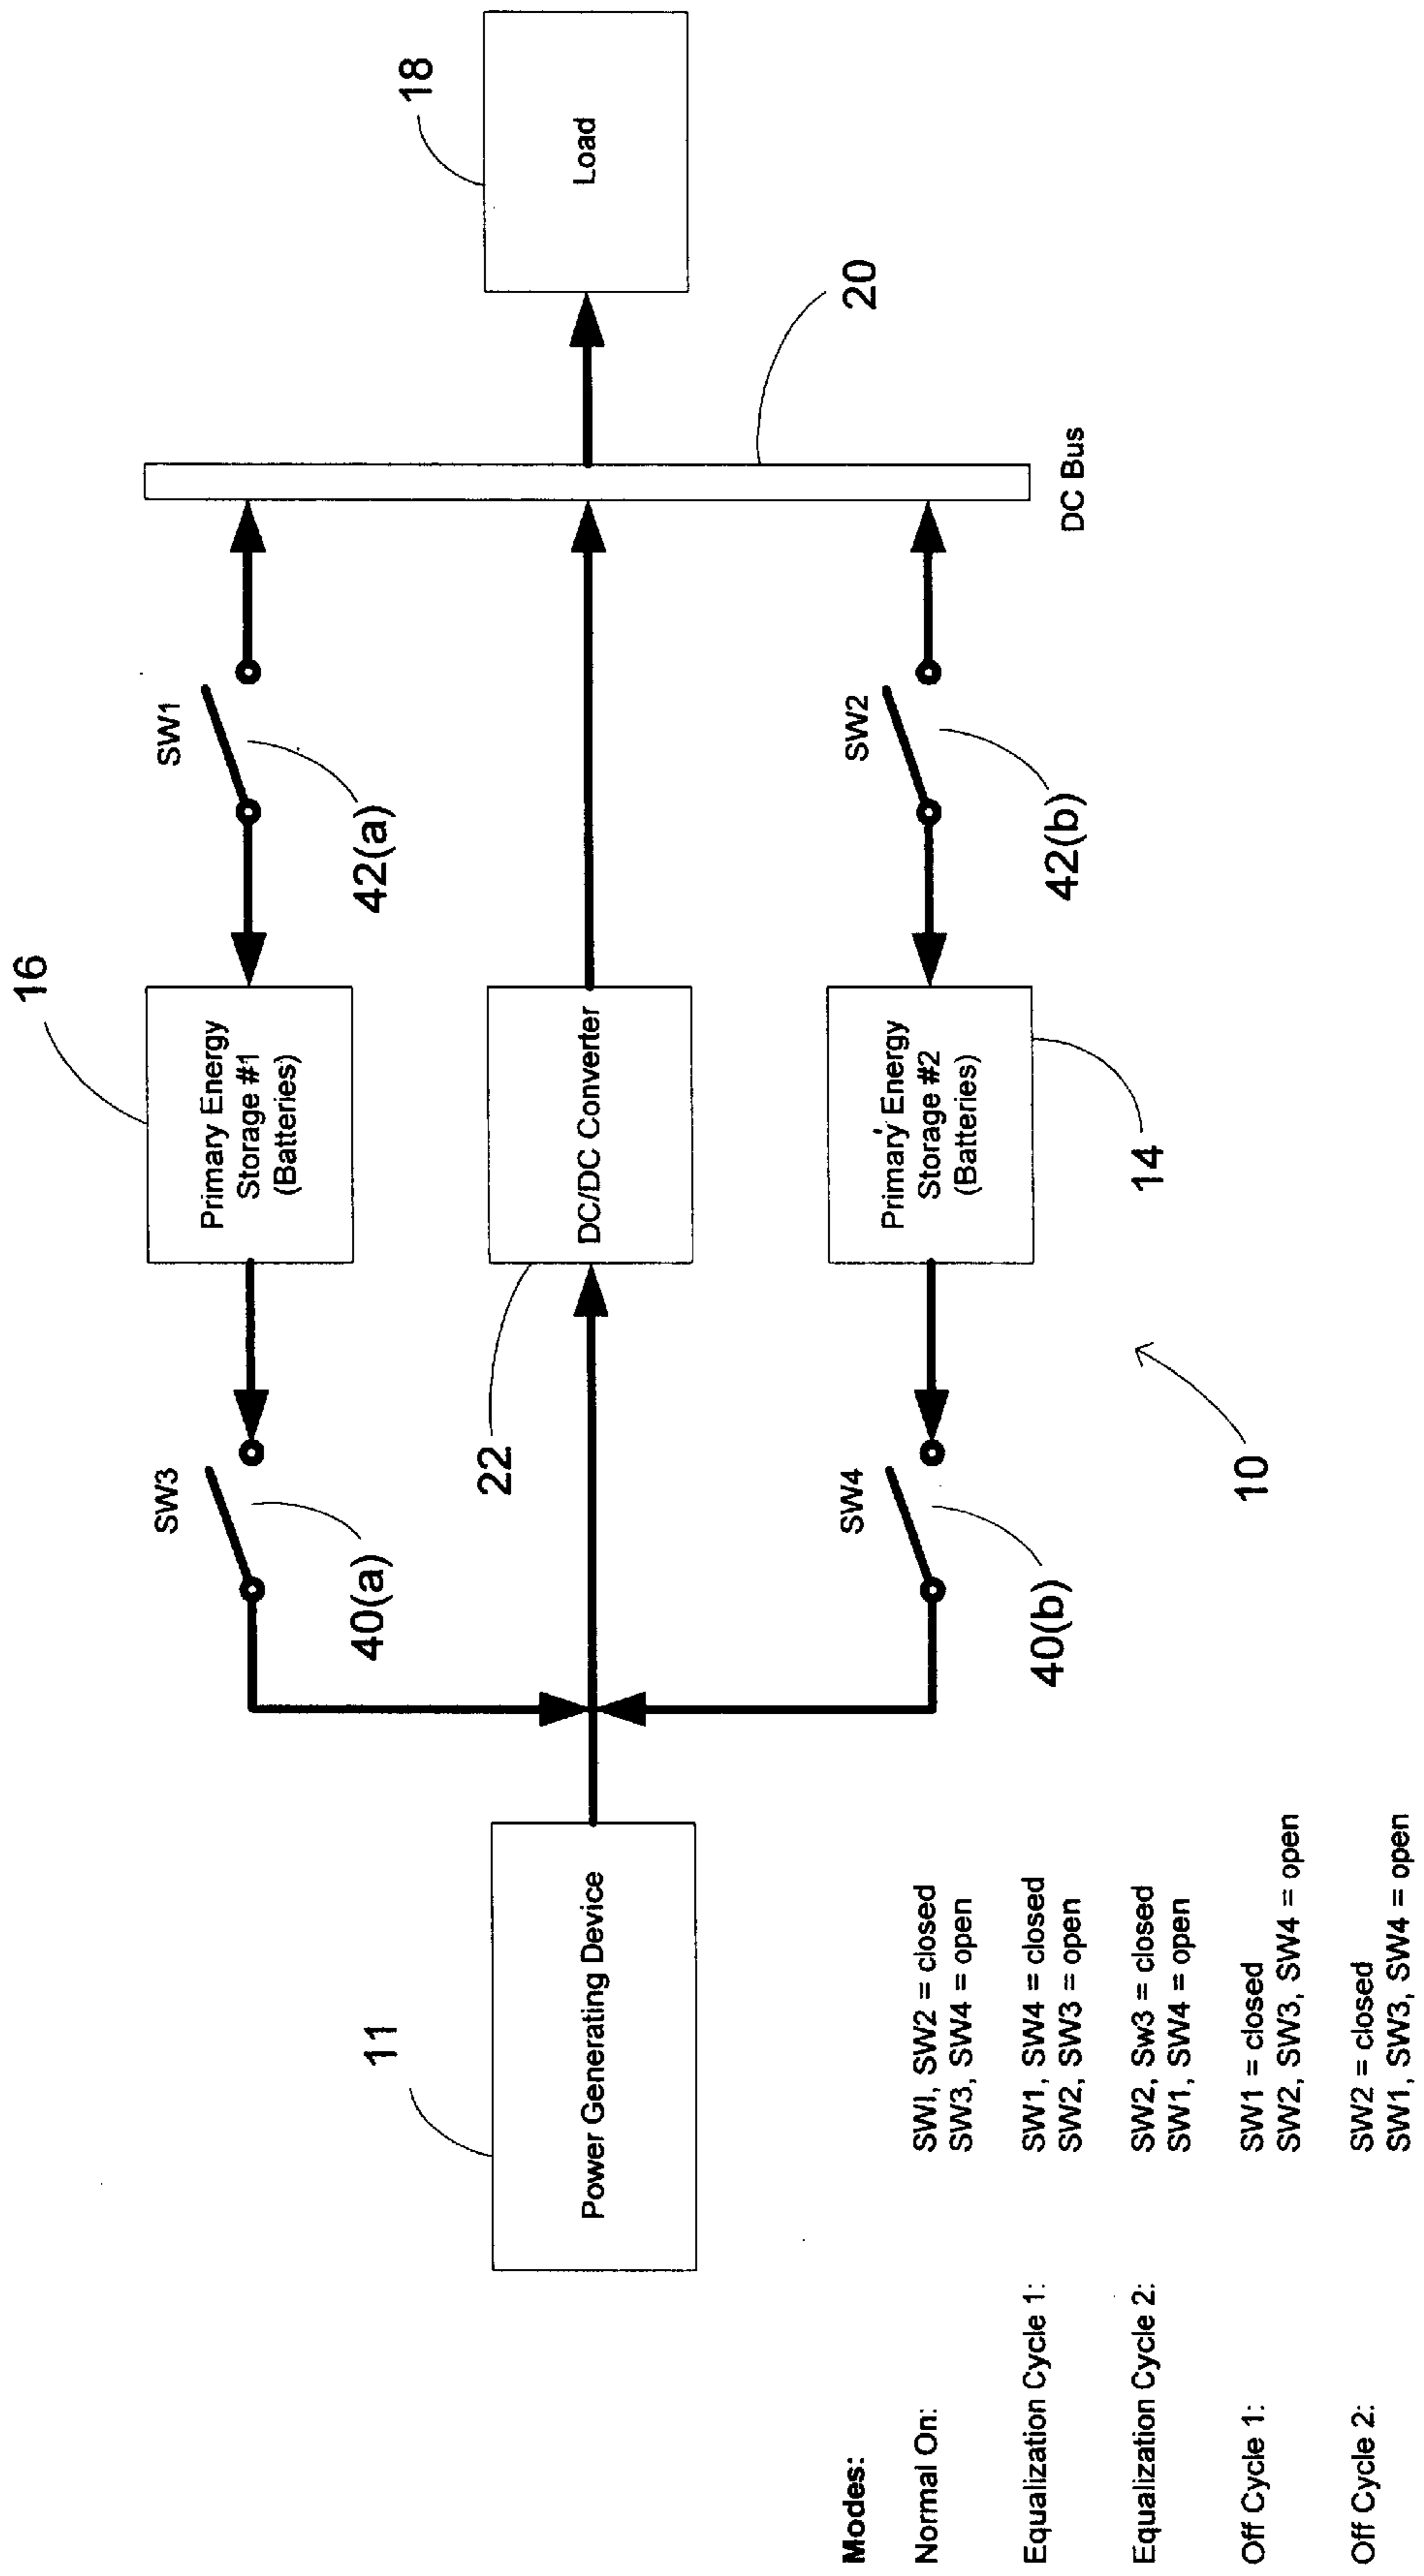 16
18
SW3
SW1
40(a)
42(a)
Primary Energy
Storage #1
(Batteries)
11
Power Generating Device
22
DC/DC Converter
Load
20
SW4
SW2
40(b)
42(b)
Primary Energy
Storage #2
(Batteries)
DC Bus
14
10
Modes:
Normal On: SWI, SW2 = closed
SW3, SW4 = open
Equalization Cycle 1: SW1, SW4 = closed
SW2, SW3 = open
Equalization Cycle 2: SW2, Sw3 = closed
SW1, SW4 = open
Off Cycle 1: SW1 = closed
SW2, SW3, SW4 = open
Off Cycle 2: SW2 = closed
SW1, SW3, SW4 = open